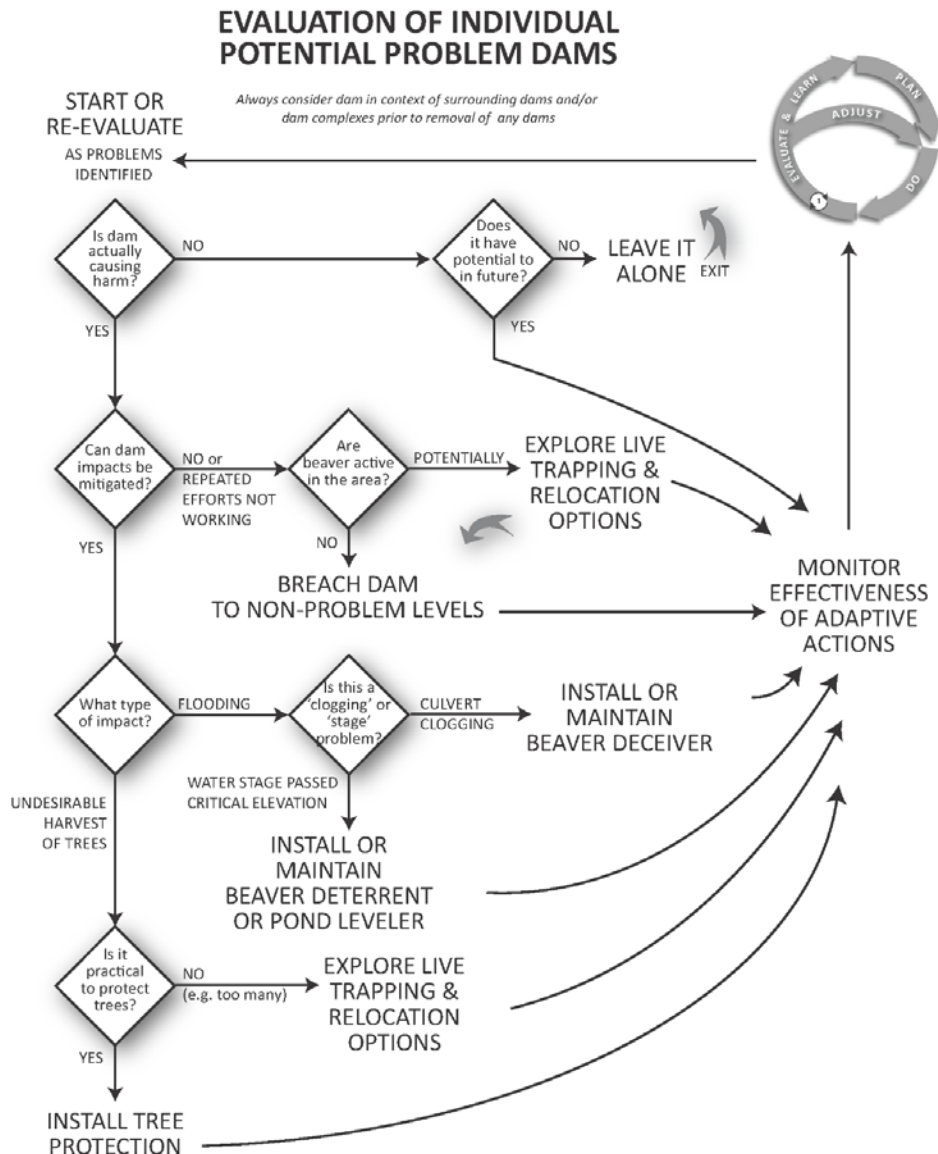 EVALUATION OF INDIVIDUAL
POTENTIAL PROBLEM DAMS
Always consider dam in context of surrounding dams and/or
dam complexes prior to removal of any dams
START OR
RE-EVALUATE
AS PROBLEMS
IDENTIFIED
EVALUATE & LEARN
PLAN
ADJUST
DO
1
Is dam
actually
causing
harm?
NO
Does
it have
potential to
in future?
NO
LEAVE IT
ALONE
EXIT
YES
YES
Can dam
impacts be
mitigated?
NO or
REPEATED
EFFORTS NOT
WORKING
Are
beaver active
in the area?
POTENTIALLY
EXPLORE LIVE
TRAPPING &
RELOCATION
OPTIONS
YES
NO
BREACH DAM
TO NON-PROBLEM LEVELS
MONITOR
EFFECTIVENESS
OF ADAPTIVE
ACTIONS
What type
of impact?
FLOODING
Is this a
'clogging' or
'stage'
problem?
CULVERT
CLOGGING
INSTALL OR
MAINTAIN
BEAVER DECEIVER
WATER STAGE PASSED
CRITICAL ELEVATION
UNDESIRABLE
HARVEST
OF TREES
INSTALL OR
MAINTAIN
BEAVER DETERRENT
OR POND LEVELER
Is it
practical
to protect
trees?
NO
(e.g. too many)
EXPLORE LIVE
TRAPPING &
RELOCATION
OPTIONS
YES
INSTALL TREE
PROTECTION